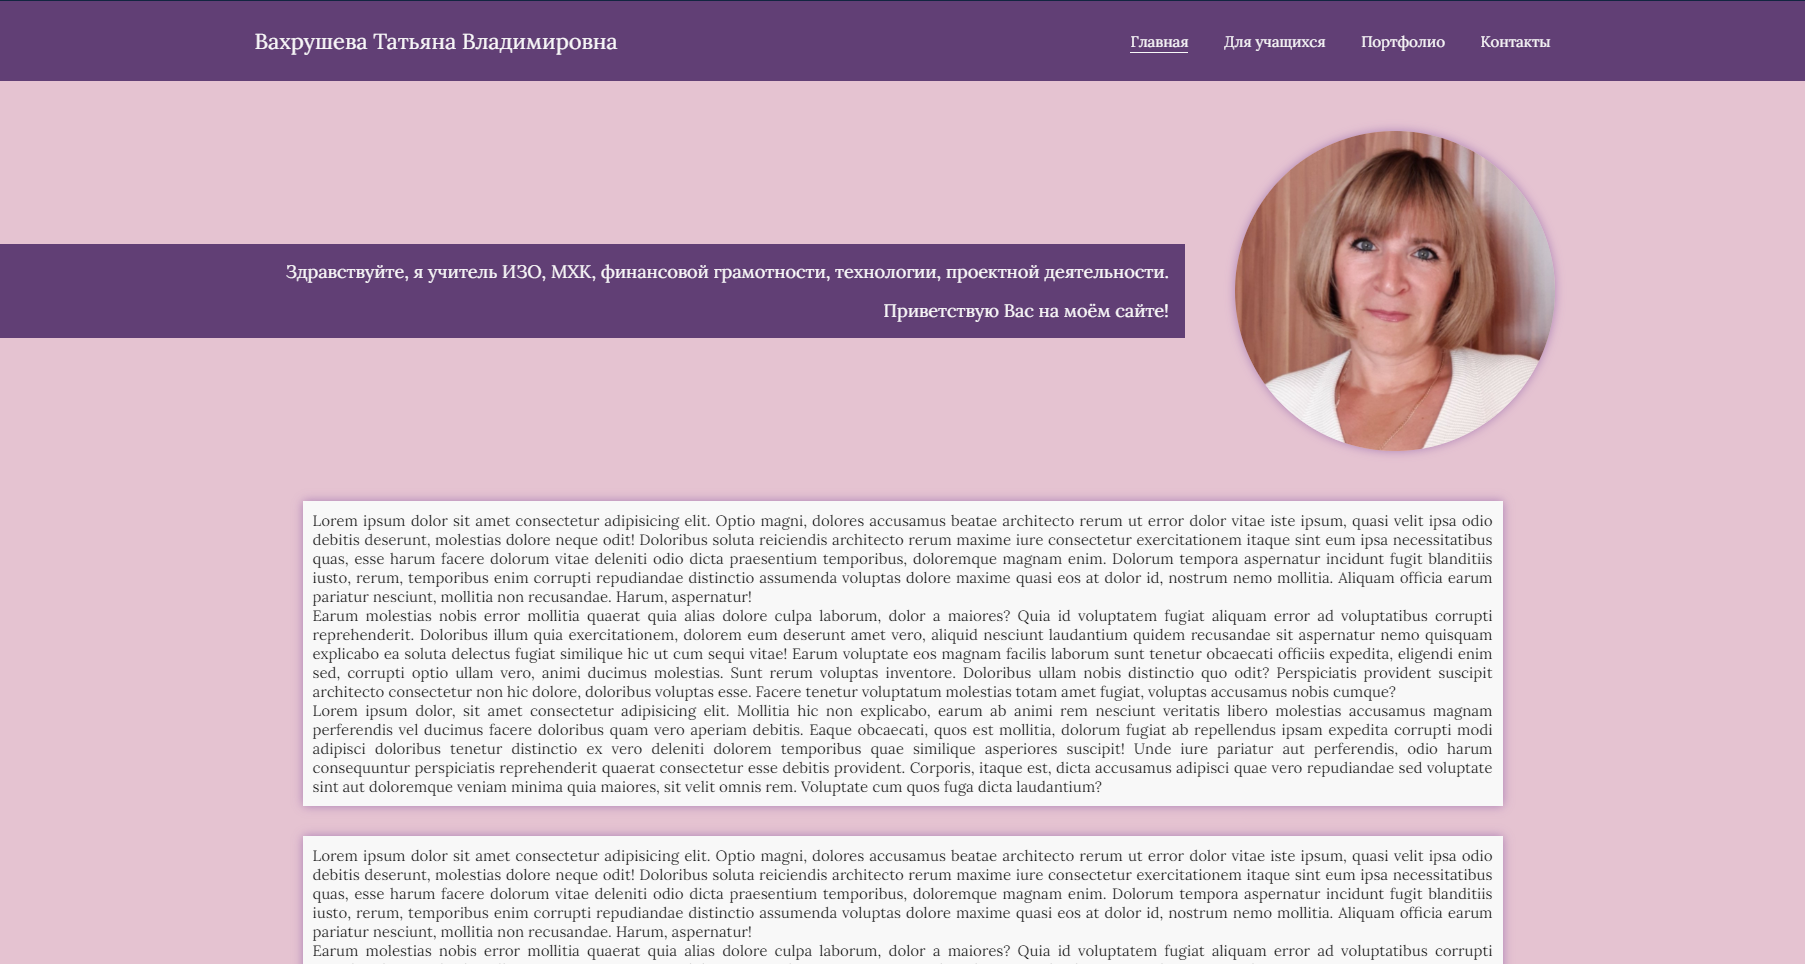 Вахрушева Татьяна Владимировна
Главная Для учащихся Портфолио Контакты
Здравствуйте, я учитель ИЗО, МХК, финансовой грамотности, технологии, проектной деятельности.
Приветствую Вас на моём сайте!
Lorem ipsum dolor sit amet consectetur adipisicing elit. Optio magni, dolores accusamus beatae architecto rerum ut error dolor vitae iste ipsum, quasi velit ipsa odio
debitis deserunt, molestias dolore neque odit! Doloribus soluta reiciendis architecto rerum maxime iure consectetur exercitationem itaque sint eum ipsa necessitatibus
quas, esse harum facere dolorum vitae deleniti odio dicta praesentium temporibus, doloremque magnam enim. Dolorum tempora aspernatur incidunt fugit blanditiis
iusto, rerum, temporibus enim corrupti repudiandae distinctio assumenda voluptas dolore maxime quasi eos at dolor id, nostrum nemo mollitia. Aliquam officia earum
pariatur nesciunt, mollitia non recusandae. Harum, aspernatur!
Earum molestias nobis error mollitia quaerat quia alias dolore culpa laborum, dolor a maiores? Quia id voluptatem fugiat aliquam error ad voluptatibus corrupti
reprehenderit. Doloribus illum quia exercitationem, dolorem eum deserunt amet vero, aliquid nesciunt laudantium quidem recusandae sit aspernatur nemo quisquam
explicabo ea soluta delectus fugiat similique hic ut cum sequi vitae! Earum voluptate eos magnam facilis laborum sunt tenetur obcaecati officiis expedita, eligendi enim
sed, corrupti optio ullam vero, animi ducimus molestias. Sunt rerum voluptas inventore. Doloribus ullam nobis distinctio quo odit? Perspiciatis provident suscipit
architecto consectetur non hic dolore, doloribus voluptas esse. Facere tenetur voluptatum molestias totam amet fugiat, voluptas accusamus nobis cumque?
Lorem ipsum dolor, sit amet consectetur adipisicing elit. Mollitia hic non explicabo, earum ab animi rem nesciunt veritatis libero molestias accusamus magnam
perferendis vel ducimus facere doloribus quam vero aperiam debitis. Eaque obcaecati, quos est mollitia, dolorum fugiat ab repellendus ipsam expedita corrupti modi
adipisci doloribus tenetur distinctio ex vero deleniti dolorem temporibus quae similique asperiores suscipit! Unde iure pariatur aut perferendis, odio harum
consequuntur perspiciatis reprehenderit quaerat consectetur esse debitis provident. Corporis, itaque est, dicta accusamus adipisci quae vero repudiandae sed voluptate
sint aut doloremque veniam minima quia maiores, sit velit omnis rem. Voluptate cum quos fuga dicta laudantium?
Lorem ipsum dolor sit amet consectetur adipisicing elit. Optio magni, dolores accusamus beatae architecto rerum ut error dolor vitae iste ipsum, quasi velit ipsa odio
debitis deserunt, molestias dolore neque odit! Doloribus soluta reiciendis architecto rerum maxime iure consectetur exercitationem itaque sint eum ipsa necessitatibus
quas, esse harum facere dolorum vitae deleniti odio dicta praesentium temporibus, doloremque magnam enim. Dolorum tempora aspernatur incidunt fugit blanditiis
iusto, rerum, temporibus enim corrupti repudiandae distinctio assumenda voluptas dolore maxime quasi eos at dolor id, nostrum nemo mollitia. Aliquam officia earum
pariatur nesciunt, mollitia non recusandae. Harum, aspernatur!
Earum molestias nobis error mollitia quaerat quia alias dolore culpa laborum, dolor a maiores? Quia id voluptatem fugiat aliquam error ad voluptatibus corrupti